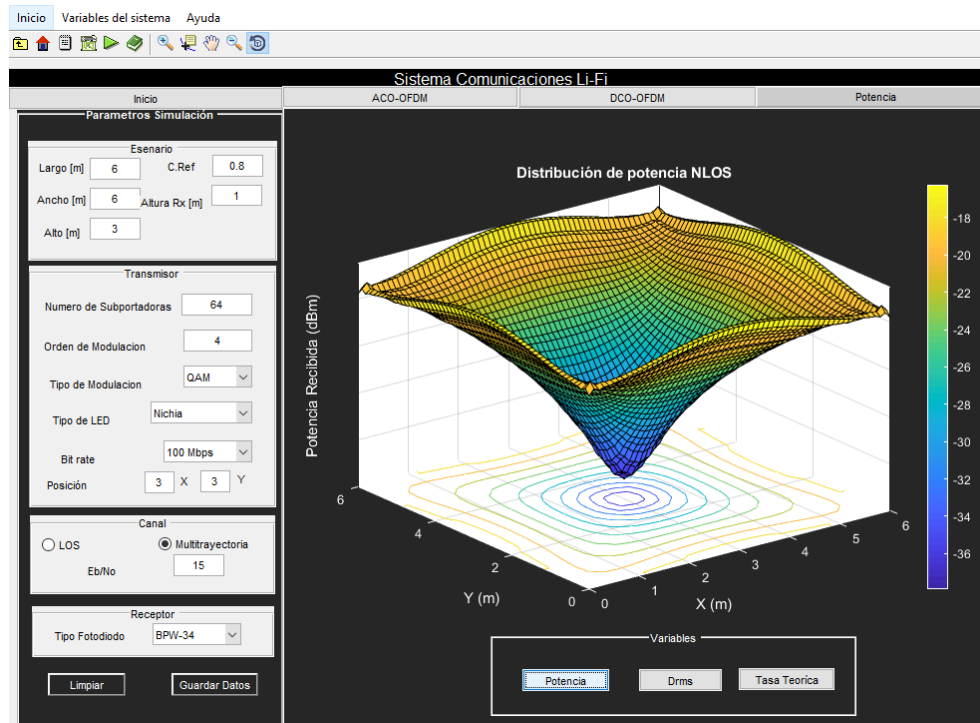 Inicio Variables del sistema Ayuda
Sistema Comunicaciones Li-Fi
Inicio ACO-OFDM DCO-OFDM Potencia
Parametros Simulación
Esenario
Largo [m] 6 C.Ref 0.8
Ancho [m] 6 Altura Rx [m] 1
Alto [m] 3
Transmisor
Numero de Subportadoras 64
Orden de Modulacion 4
Tipo de Modulacion QAM
Tipo de LED Nichia
Bit rate 100 Mbps
Posición 3 X 3 Y
Canal
LOS Multitrayectoria
Eb/No 15
Receptor
Tipo Fotodiodo BPW-34
Limpiar Guardar Datos
Distribución de potencia NLOS
Potencia Recibida (dBm)
6
4
2
0
Y (m)
0
1
2
3
4
5
6
X (m)
-18
-20
-22
-24
-26
-28
-30
-32
-34
-36
Variables
Potencia Drms Tasa Teoríca